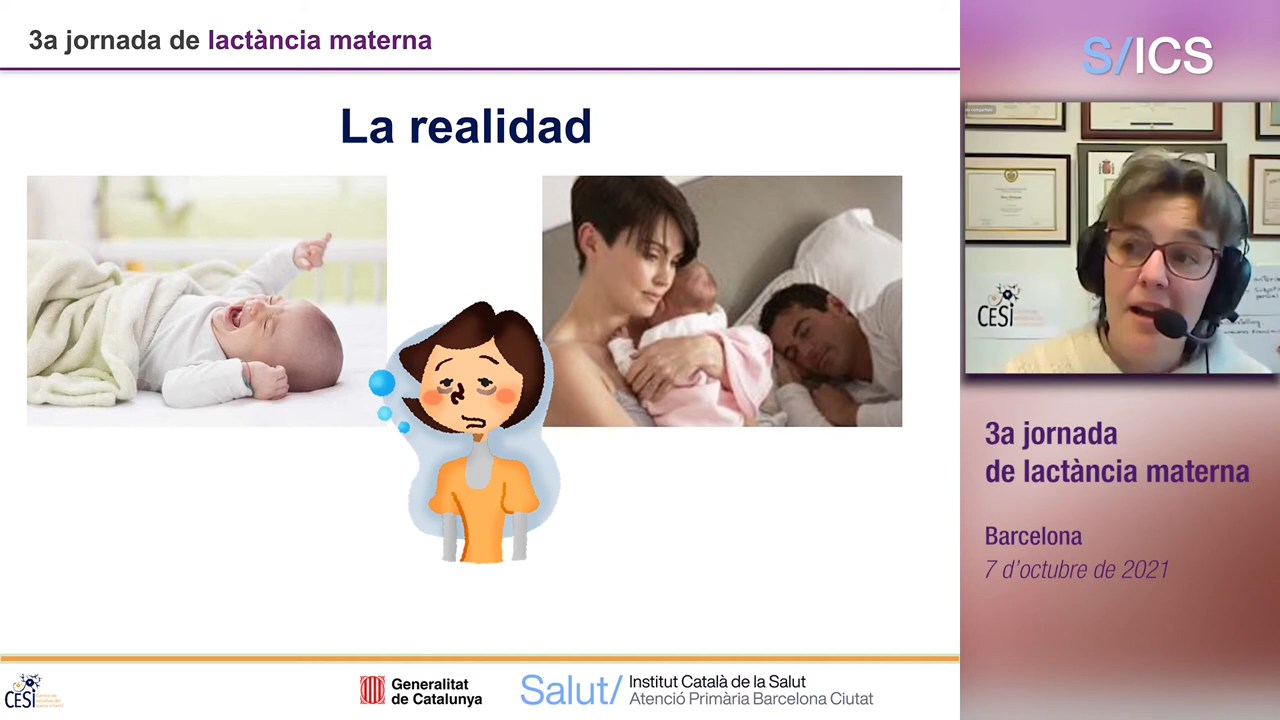 3a jornada de lactància materna
La realidad
CESI
Generalitat
de Catalunya
Salut/
Institut Català de la Salut
Atenció Primària Barcelona Ciutat
S/ICS
CESI
3a jornada
de lactància materna
Barcelona
7 d'octubre de 2021